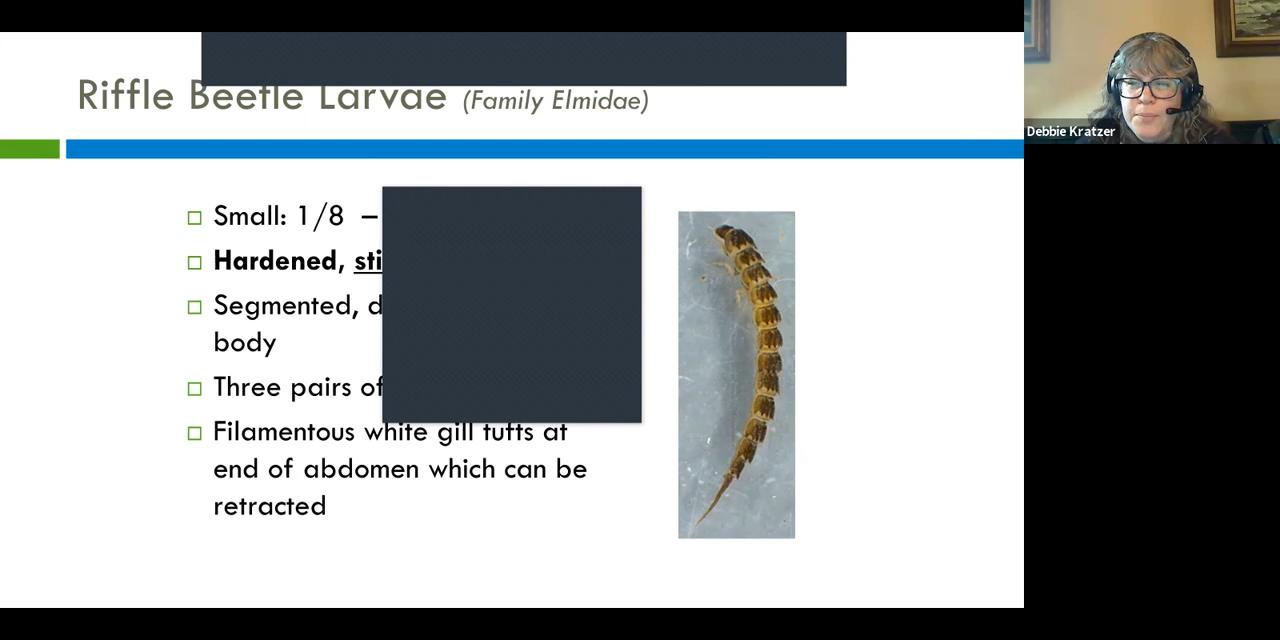 Riffle Beetle Larvae (Family Elmidae)
Small: 1/8 –
Hardened,
Segmented,
body
Three pairs of
Filamentous white gill tufts at
end of abdomen which can be
retracted
Debbie Kratzer